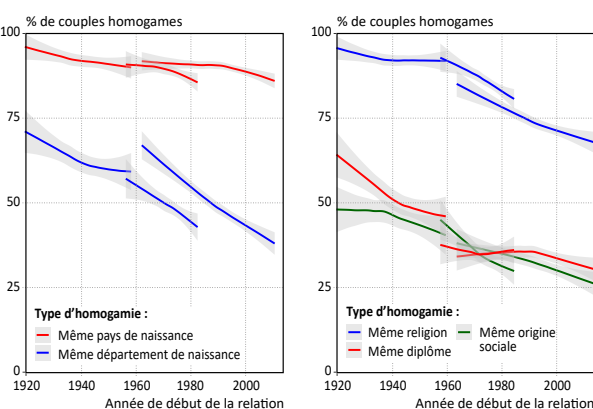 % de couples homogames
100
75
50
25
0
1920 1940 1960 1980 2000
Année de début de la relation
Type d'homogamie :
Même pays de naissance
Même département de naissance
% de couples homogames
100
75
50
25
0
1920 1940 1960 1980 2000
Année de début de la relation
Type d'homogamie :
Même religion
Même diplôme
Même origine
sociale